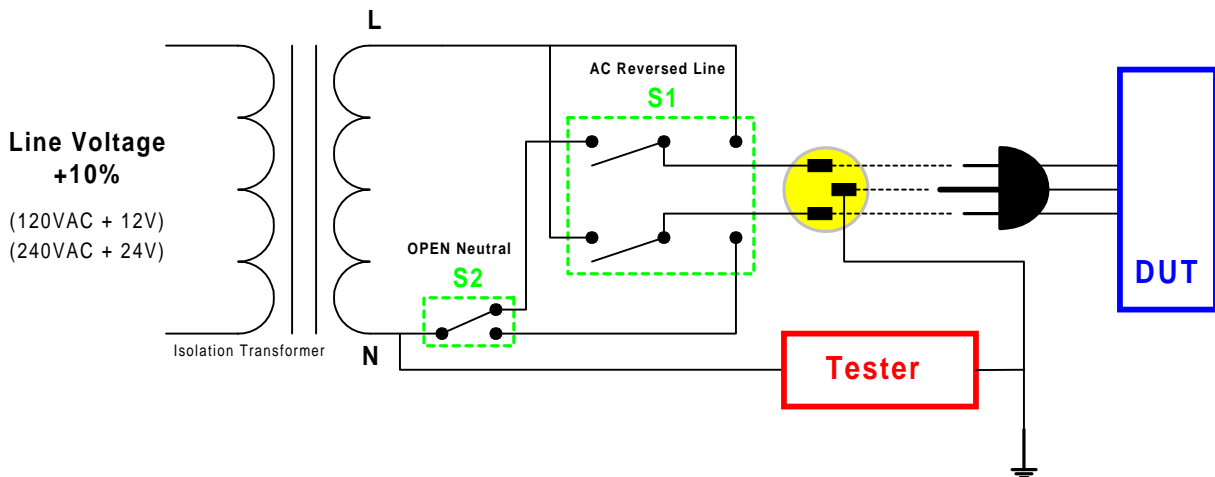 L
AC Reversed Line
S1
Line Voltage
+10%
(120VAC + 12V)
(240VAC + 24V)
OPEN Neutral
S2
DUT
Isolation Transformer
N
Tester